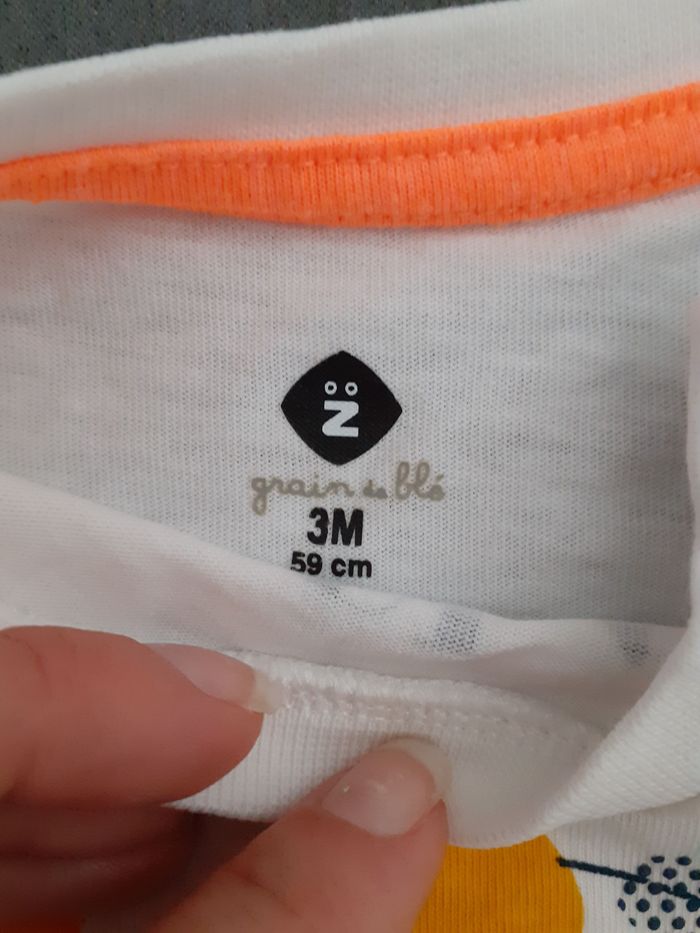 Z
grain de blé
3M
59 cm